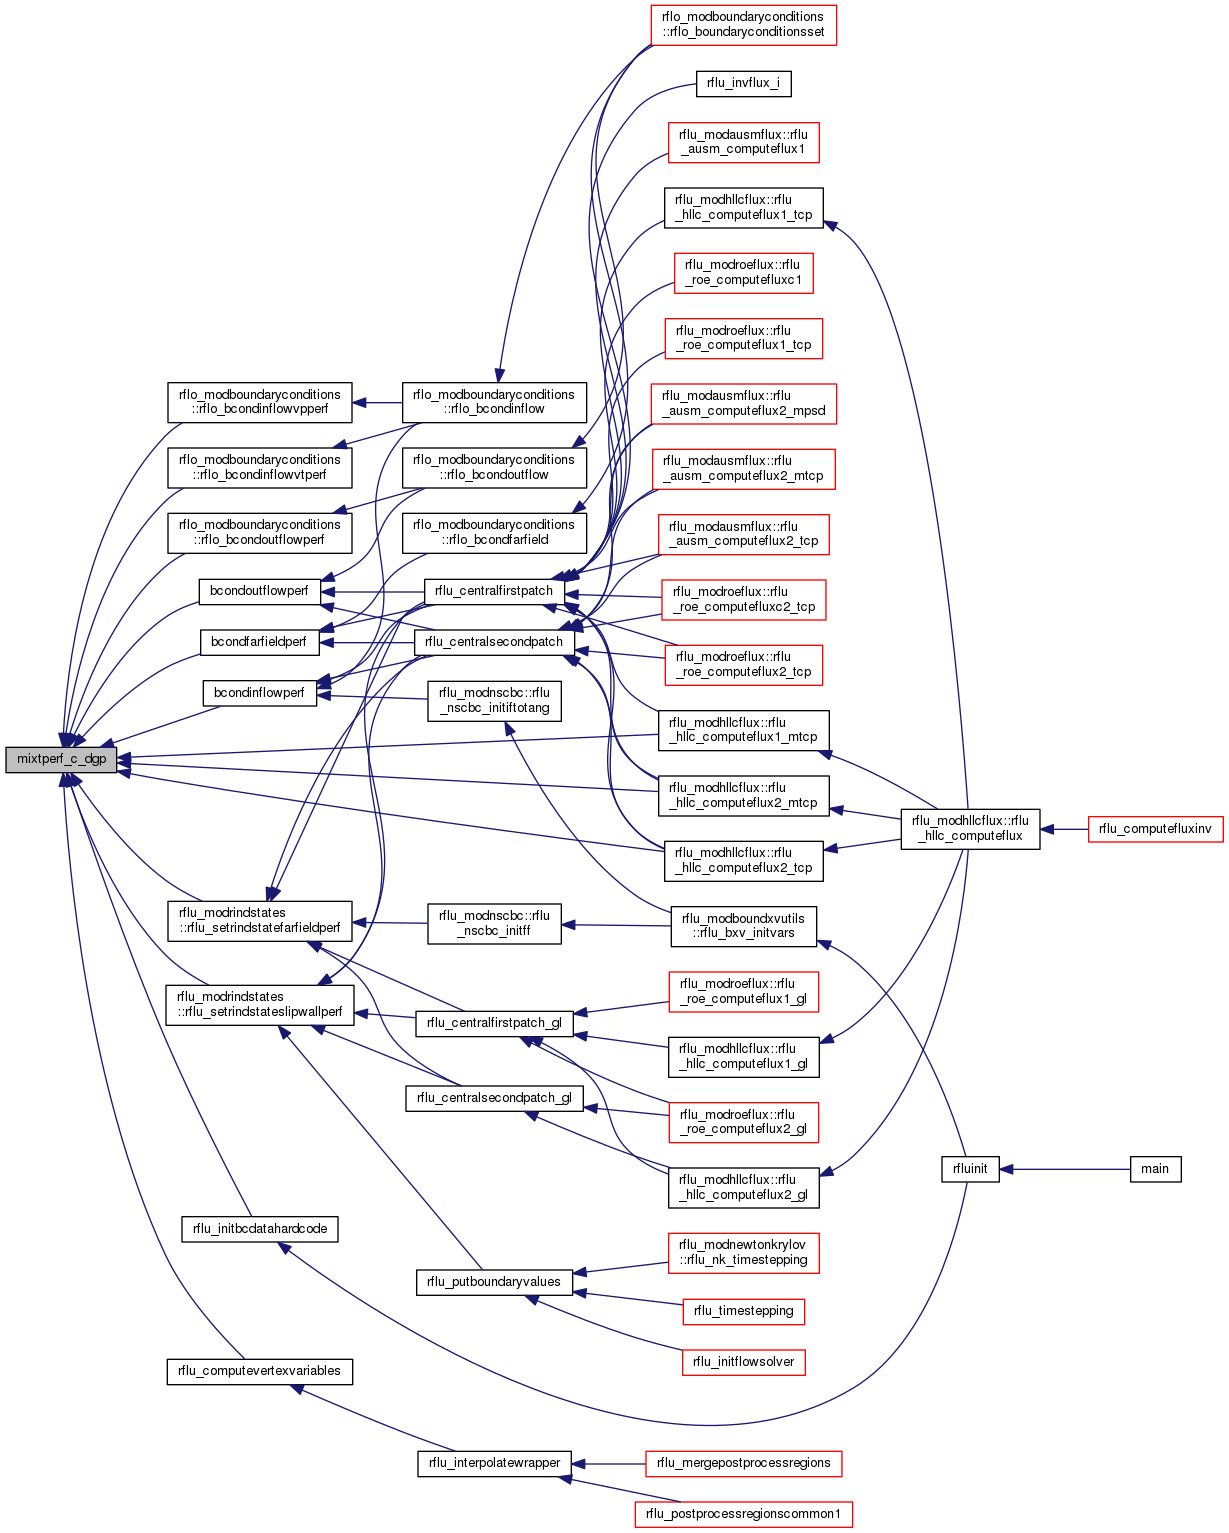 rflo_modboundaryconditions
::rflo_boundaryconditionsset
rflu_invflux_i
rflu_modausmflux::rflu
_ausm_computeflux1
rflu_modhllcflux::rflu
_hllc_computeflux1_tcp
rflu_modroeflux::rflu
_roe_computefluxc1
rflu_modroeflux::rflu
_roe_computeflux1_tcp
rflo_modboundaryconditions
::rflo_bcondinflowvpperf
rflo_modboundaryconditions
::rflo_bcondinflow
rflu_modausmflux::rflu
_ausm_computeflux2_mpsd
rflo_modboundaryconditions
::rflo_bcondinflowvtperf
rflo_modboundaryconditions
::rflo_bcondoutflow
rflu_modausmflux::rflu
_ausm_computeflux2_mtcp
rflo_modboundaryconditions
::rflo_bcondoutflowperf
rflo_modboundaryconditions
::rflo_bcondfarfield
rflu_modausmflux::rflu
_ausm_computeflux2_tcp
bcondoutflowperf
rflu_centralfirstpatch
rflu_modroeflux::rflu
_roe_computefluxc2_tcp
bcondfarfieldperf
rflu_centralsecondpatch
rflu_modroeflux::rflu
_roe_computeflux2_tcp
bcondinflowperf
rflu_modnscbc::rflu
_nscbc_initiftotang
rflu_modhllcflux::rflu
_hllc_computeflux1_mtcp
mixtperf_c_dgp
rflu_modhllcflux::rflu
_hllc_computeflux2_mtcp
rflu_modhllcflux::rflu
_hllc_computeflux
rflu_computefluxinv
rflu_modhllcflux::rflu
_hllc_computeflux2_tcp
rflu_modrindstates
::rflu_setrindstatefarfieldperf
rflu_modnscbc::rflu
_nscbc_initff
rflu_modboundxvutils
::rflu_bxv_initvars
rflu_modrindstates
::rflu_setrindstateslipwallperf
rflu_centralfirstpatch_gl
rflu_modroeflux::rflu
_roe_computeflux1_gl
rflu_modhllcflux::rflu
_hllc_computeflux1_gl
rflu_centralsecondpatch_gl
rflu_modroeflux::rflu
_roe_computeflux2_gl
rflu_modhllcflux::rflu
_hllc_computeflux2_gl
rfluinit
main
rflu_initbcdatahardcode
rflu_putboundaryvalues
rflu_modnewtonkrylov
::rflu_nk_timestepping
rflu_timestepping
rflu_initflowsolver
rflu_computevertexvariables
rflu_interpolatewrapper
rflu_mergepostprocessregions
rflu_postprocessregionscommon1